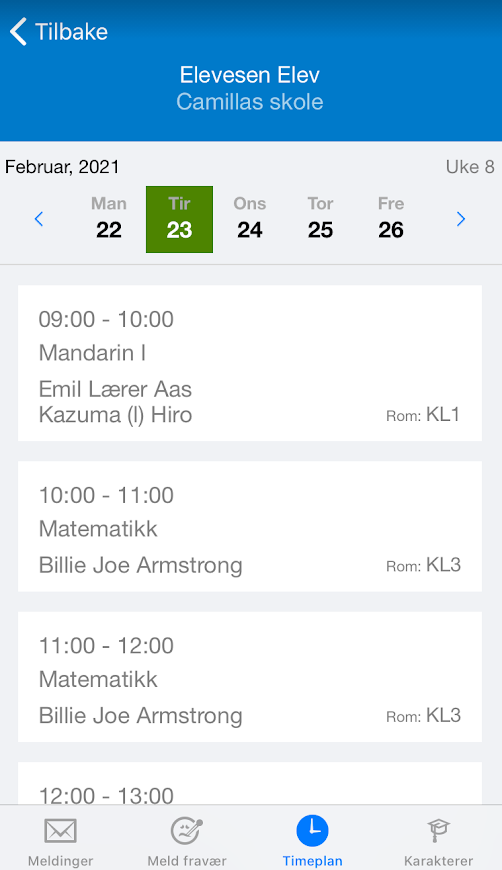 Tilbake
Elevesen Elev
Camillas skole
Februar, 2021 Uke 8
Man Tir Ons Tor Fre
22 23 24 25 26
09:00 - 10:00
Mandarin I
Emil Lærer Aas
Kazuma (l) Hiro Rom: KL1
10:00 - 11:00
Matematikk
Billie Joe Armstrong Rom: KL3
11:00 - 12:00
Matematikk
Billie Joe Armstrong Rom: KL3
12:00 - 13:00
Meldinger Meld fravær Timeplan Karakterer